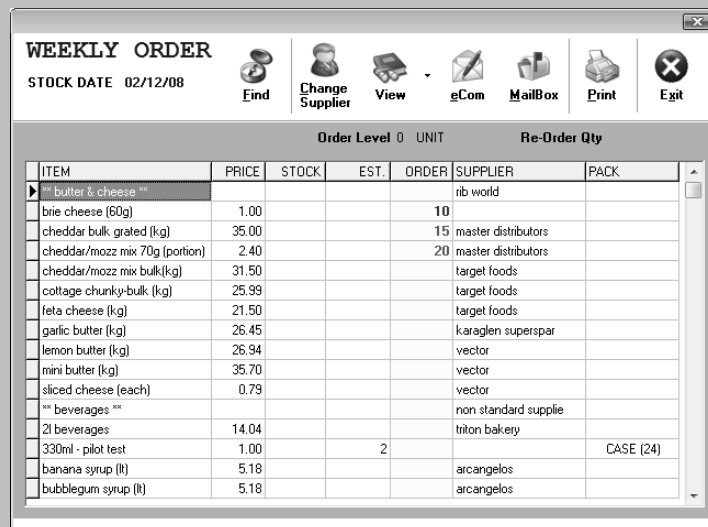 WEEKLY ORDER
STOCK DATE 02/12/08
Find
Change Supplier
View
eCom
MailBox
Print
Exit
Order Level 0 UNIT Re-Order Qty
ITEM PRICE STOCK EST. ORDER SUPPLIER PACK
** butter & cheese ** rib world
brie cheese (60g) 1.00 10
cheddar bulk grated (kg) 35.00 15 master distributors
cheddar/mozz mix 70g (portion) 2.40 20 master distributors
cheddar/mozz mix bulk(kg) 31.50 target foods
cottage chunky-bulk (kg) 25.99 target foods
feta cheese (kg) 21.50 target foods
garlic butter (kg) 26.45 karaglen superspar
lemon butter (kg) 26.94 vector
mini butter (kg) 35.70 vector
sliced cheese (each) 0.79 vector
** beverages ** non standard supplie
2l beverages 14.04 triton bakery
330ml - pilot test 1.00 2 CASE (24)
banana syrup (lt) 5.18 arcangelos
bubblegum syrup (lt) 5.18 arcangelos